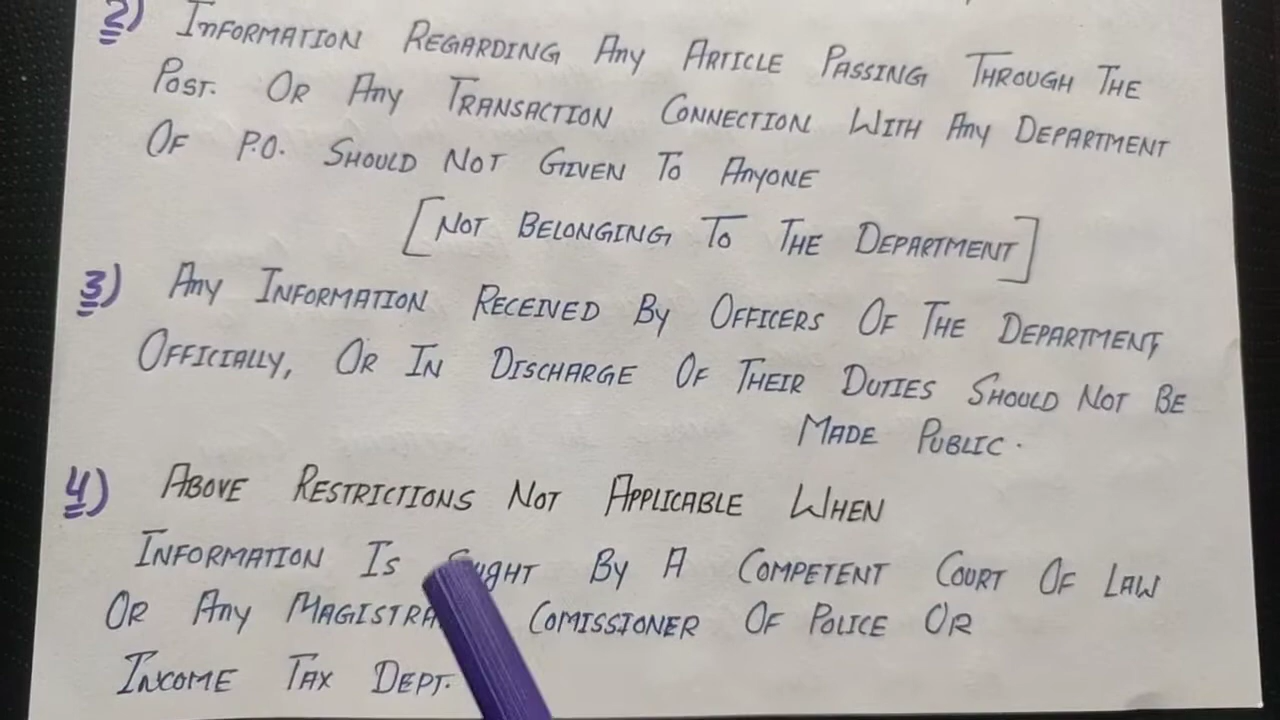 2) Information Regarding Any Article Passing Through The
Post. Or Any Transaction Connection With Any Department
Of P.O. Should Not Given To Anyone
[Not Belonging To The Department]
3) Any Information Received By Officers Of The Department,
Officially, Or In Discharge Of Their Duties Should Not Be
Made Public.
4) Above Restrictions Not Applicable When
Information Is By A Competent Court Of Law
Or Any Comissioner Of Police Or
Income Tax Dept.